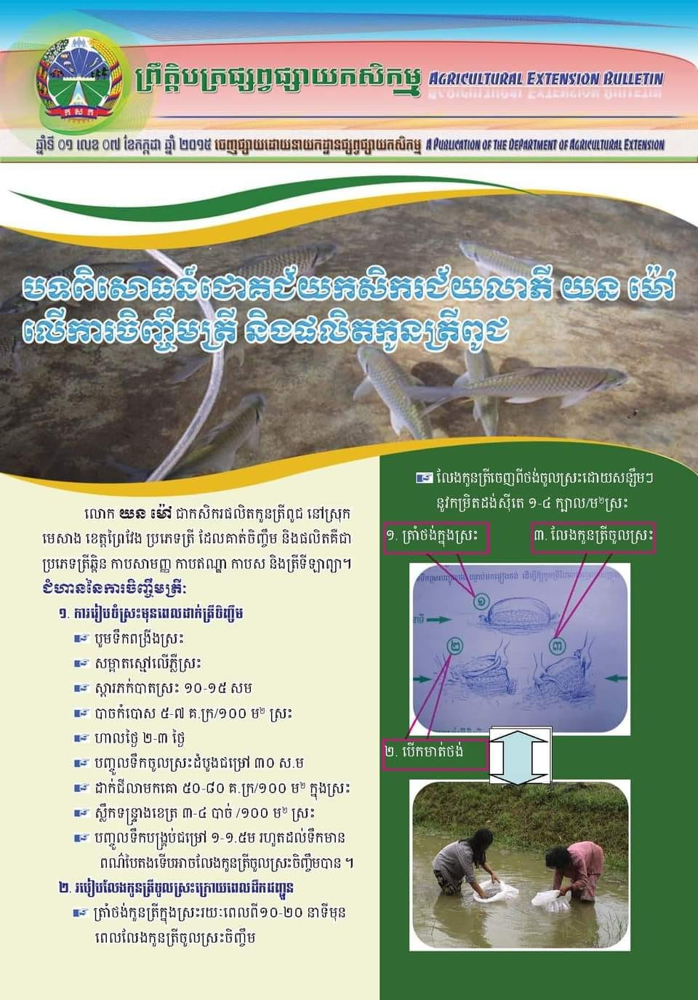 ព្រឹត្តិបត្រផ្សព្វផ្សាយកសិកម្ម AGRICULTURAL EXTENSION BULLETIN
ក ស ក
ឆ្នាំទី ០១ លេខ ០៧ ខែកក្កដា ឆ្នាំ ២០១៥ ចេញផ្សាយដោយនាយកដ្ឋានផ្សព្វផ្សាយកសិកម្ម A PUBLICATION OF THE DEPARTMENT OF AGRICULTURAL EXTENSION
បទពិសោធន៍ជោគជ័យកសិករជ័យលាភី យន ម៉ៅ
លើការចិញ្ចឹមត្រី និងផលិតកូនត្រីពូជ
លោក យន ម៉ៅ ជាកសិករផលិតកូនត្រីពូជ នៅស្រុក
មេសាង ខេត្តព្រៃវែង ប្រភេទត្រី ដែលគាត់ចិញ្ចឹម និងផលិតគឺជា
ប្រភេទត្រីឆ្ពិន កាបសាមញ្ញ កាបឥណ្ឌា កាបស និងត្រីទីឡាព្យា។
ជំហាននៃការចិញ្ចឹមត្រី:
១. ការរៀបចំស្រះមុនពេលដាក់ត្រីចិញ្ចឹម
បូមទឹកពង្រីងស្រះ
សម្អាតស្មៅលើភ្លឺស្រះ
ស្តារភក់បាតស្រះ ១០-១៥ សម
បាចកំបោស ៥-៧ គ.ក្រ/១០០ ម២ ស្រះ
ហាលថ្ងៃ ២-៣ ថ្ងៃ
បញ្ចូលទឹកចូលស្រះដំបូងជម្រៅ ៣០ ស.ម
ដាក់ជីលាមកគោ ៥០-៨០ គ.ក្រ/១០០ ម២ ក្នុងស្រះ
ស្លឹកទន្ទ្រាងខេត្រ ៣-៤ បាច់ /១០០ ម២ ស្រះ
បញ្ចូលទឹកបង្គ្រប់ជម្រៅ ១-១.៥ម រហូតដល់ទឹកមាន
ពណ៌បៃតងទើបអាចលែងកូនត្រីចូលស្រះចិញ្ចឹមបាន ។
២. របៀបលែងកូនត្រីចូលស្រះក្រោយពេលដឹកជញ្ជូន
ត្រាំថង់កូនត្រីក្នុងស្រះរយៈពេលពី១០-២០ នាទីមុន
ពេលលែងកូនត្រីចូលស្រះចិញ្ចឹម
លែងកូនត្រីចេញពីថង់ចូលស្រះដោយសន្សឹមៗ
នូវកម្រិតដង់ស៊ីតេ ១-៤ ក្បាល/ម២ស្រះ
១. ត្រាំថង់ក្នុងស្រះ
៣. លែងកូនត្រីចូលស្រះ
១
នាទី
២
៣
២. បើកមាត់ថង់